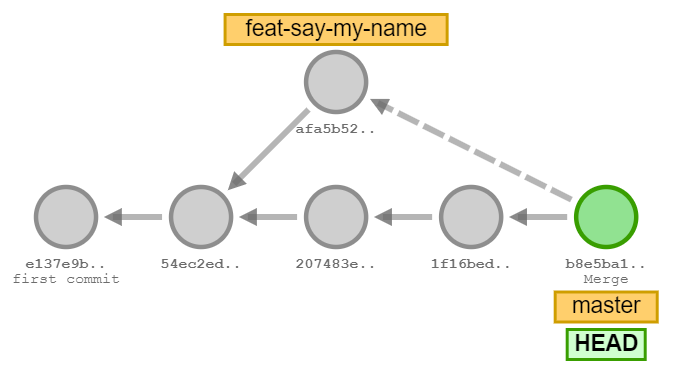 feat-say-my-name
afa5b52..
e137e9b..
first commit
54ec2ed..
207483e..
1f16bed..
b8e5ba1..
Merge
master
HEAD